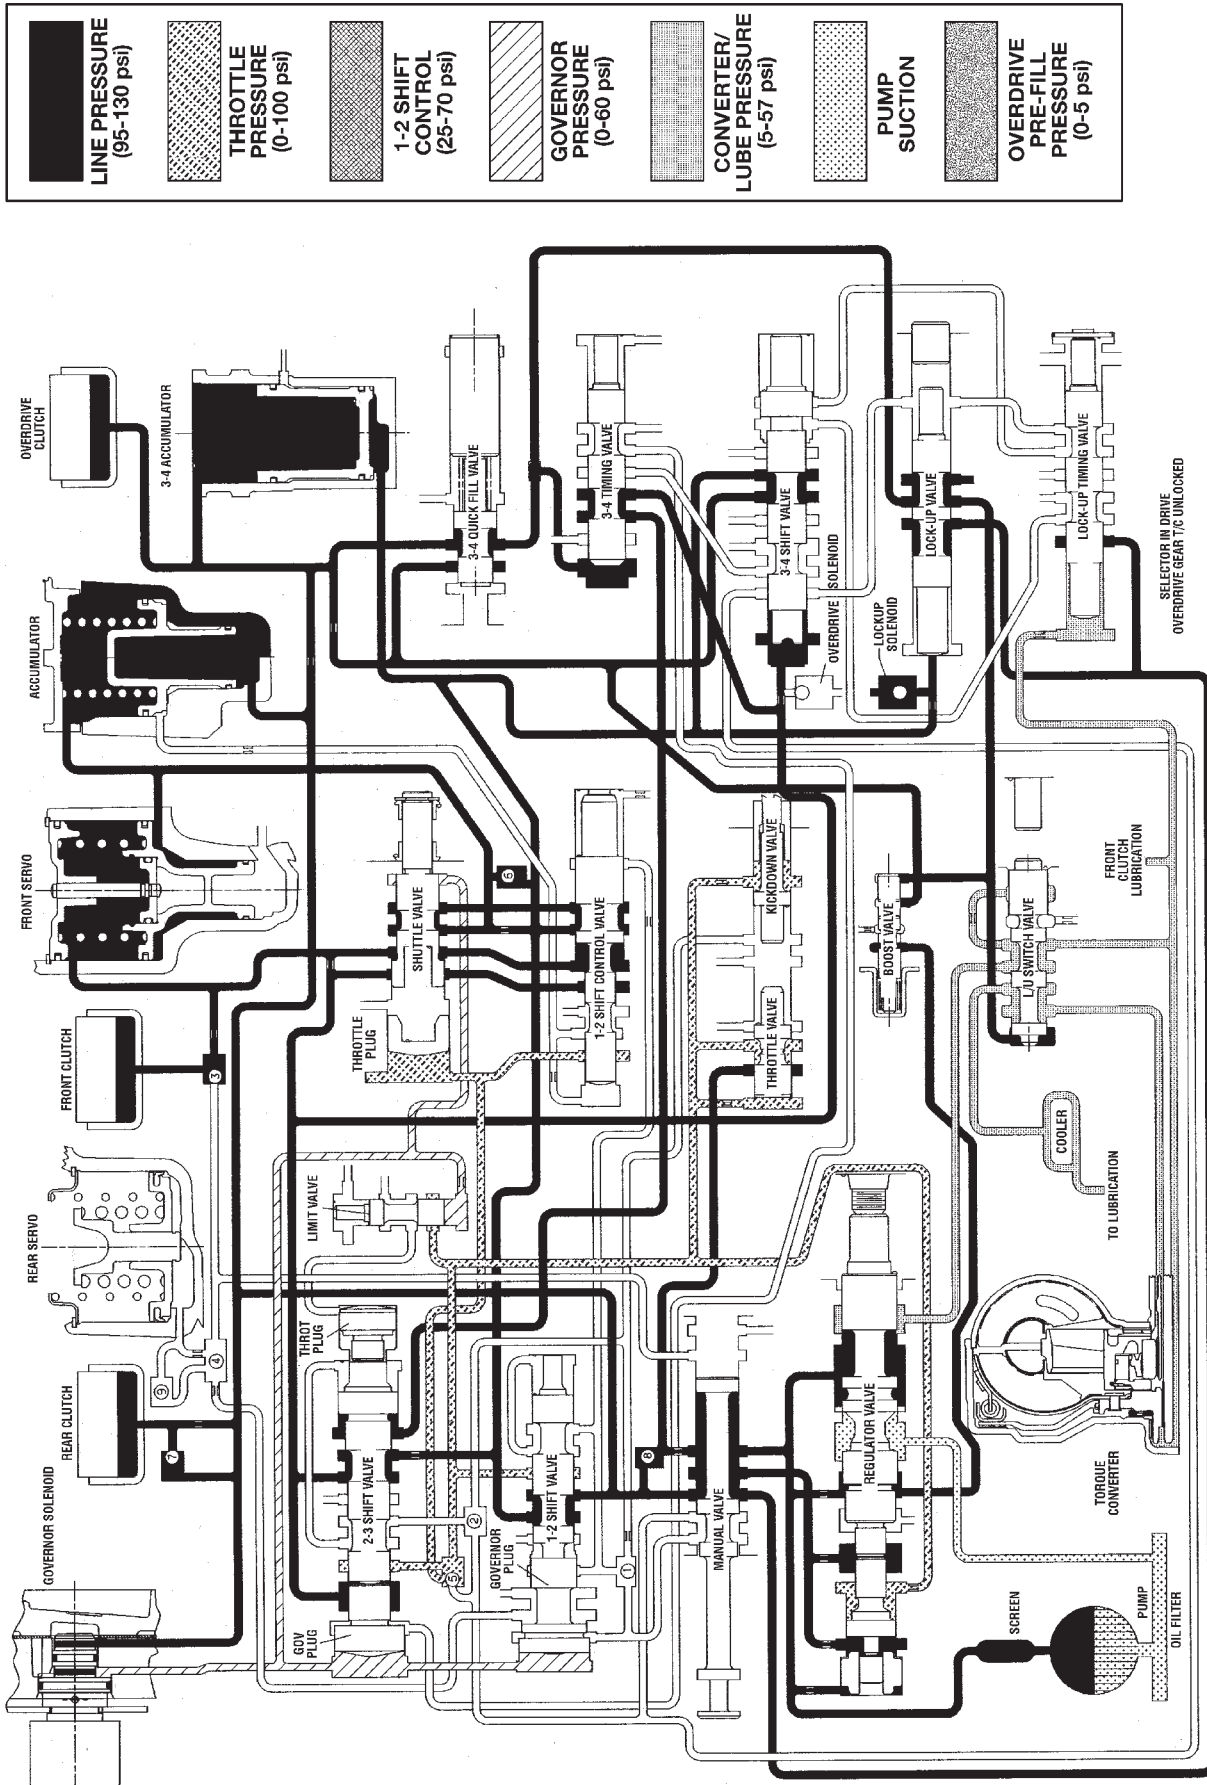 LINE PRESSURE
(95-130 psi)
THROTTLE
PRESSURE
(0-100 psi)
1-2 SHIFT
CONTROL
(25-70 psi)
GOVERNOR
PRESSURE
(0-60 psi)
CONVERTER/
LUBE PRESSURE
(5-57 psi)
PUMP
SUCTION
OVERDRIVE
PRE-FILL
PRESSURE
(0-5 psi)
OVERDRIVE
CLUTCH
3-4 ACCUMULATOR
3-4 QUICK FILL VALVE
3-4 TIMING VALVE
3-4 SHIFT VALVE
OVERDRIVE SOLENOID
LOCKUP
SOLENOID
LOCK-UP VALVE
LOCK-UP TIMING VALVE
SELECTOR IN DRIVE
OVERDRIVE GEAR T/C UNLOCKED
ACCUMULATOR
FRONT SERVO
SHUTTLE VALVE
THROTTLE
PLUG
6
1-2 SHIFT CONTROL VALVE
KICKDOWN VALVE
THROTTLE VALVE
BOOST VALVE
L/U SWITCH VALVE
FRONT
CLUTCH
LUBRICATION
FRONT CLUTCH
3
REAR SERVO
LIMIT VALVE
COOLER
TO LUBRICATION
REAR CLUTCH
9
4
7
THROT
PLUG
2-3 SHIFT VALVE
GOV
PLUG
5
2
1-2 SHIFT VALVE
GOVERNOR
PLUG
1
8
MANUAL VALVE
REGULATOR VALVE
TORQUE
CONVERTER
GOVERNOR SOLENOID
SCREEN
PUMP
OIL FILTER